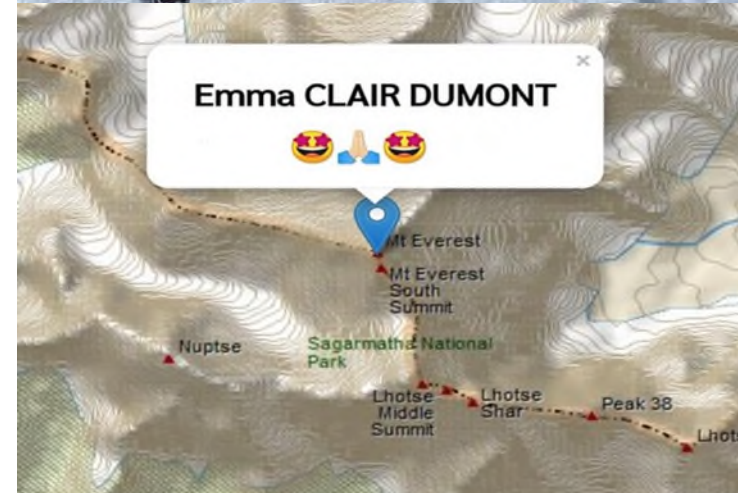 ×
Emma CLAIR DUMONT
🤩🙏🏼🤩
Mt Everest
Mt Everest
South
Summit
Nuptse
Sagarmatha National
Park
Lhotse
Middle
Summit
Lhotse
Shar
Peak 38